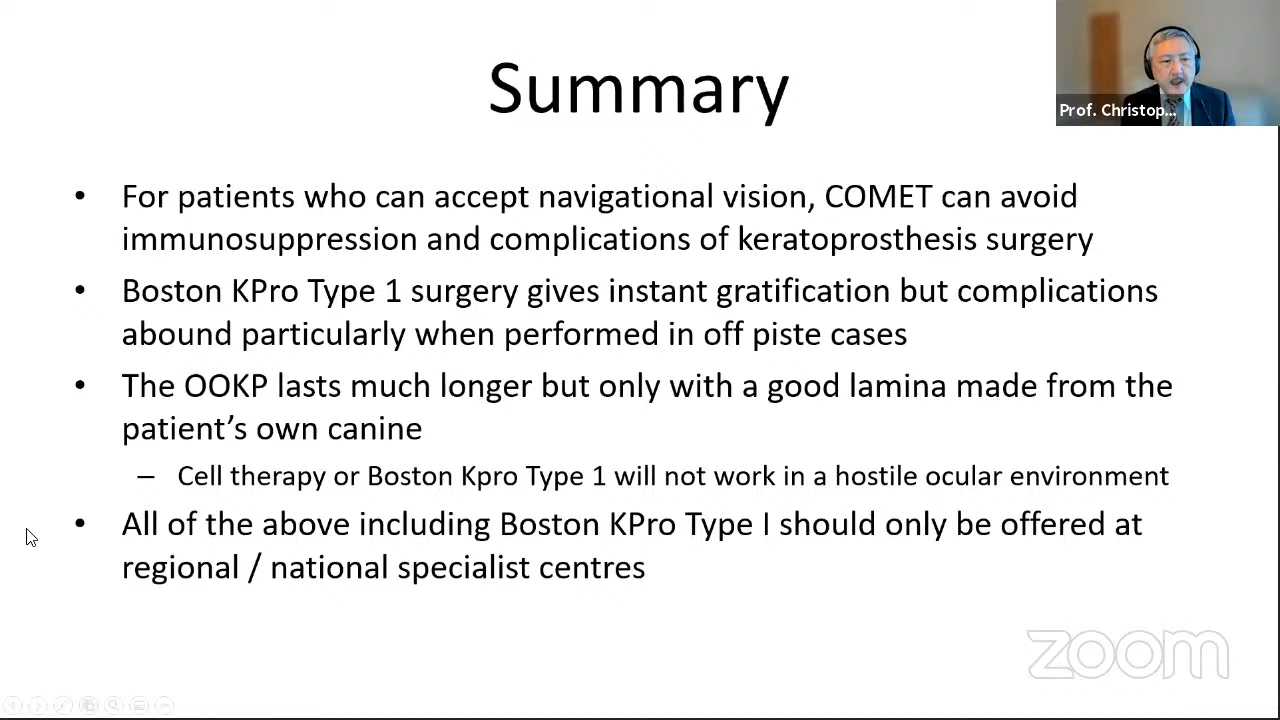 Summary
Prof. Christop...
• For patients who can accept navigational vision, COMET can avoid
immunosuppression and complications of keratoprosthesis surgery
• Boston KPro Type 1 surgery gives instant gratification but complications
abound particularly when performed in off piste cases
• The OOKP lasts much longer but only with a good lamina made from the
patient’s own canine
– Cell therapy or Boston Kpro Type 1 will not work in a hostile ocular environment
• All of the above including Boston KPro Type I should only be offered at
regional / national specialist centres
zoom